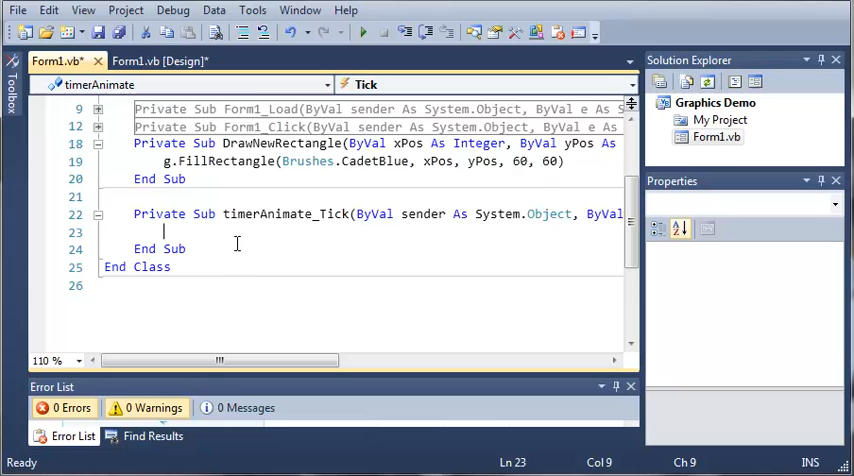 File Edit View Project Debug Data Tools Window Help
Form1.vb* Form1.vb [Design]*
Toolbox
timerAnimate Tick
9 Private Sub Form1_Load(ByVal sender As System.Object, ByVal e As S
12 Private Sub Form1_Click(ByVal sender As System.Object, ByVal e As
18 Private Sub DrawNewRectangle(ByVal xPos As Integer, ByVal yPos As
19 g.FillRectangle(Brushes.CadetBlue, xPos, yPos, 60, 60)
20 End Sub
21
22 Private Sub timerAnimate_Tick(ByVal sender As System.Object, ByVal
23
24 End Sub
25 End Class
26
110 %
Solution Explorer
Graphics Demo
My Project
Form1.vb
Properties
Error List
0 Errors 0 Warnings 0 Messages
Error List Find Results
Ready Ln 23 Col 9 Ch 9 INS